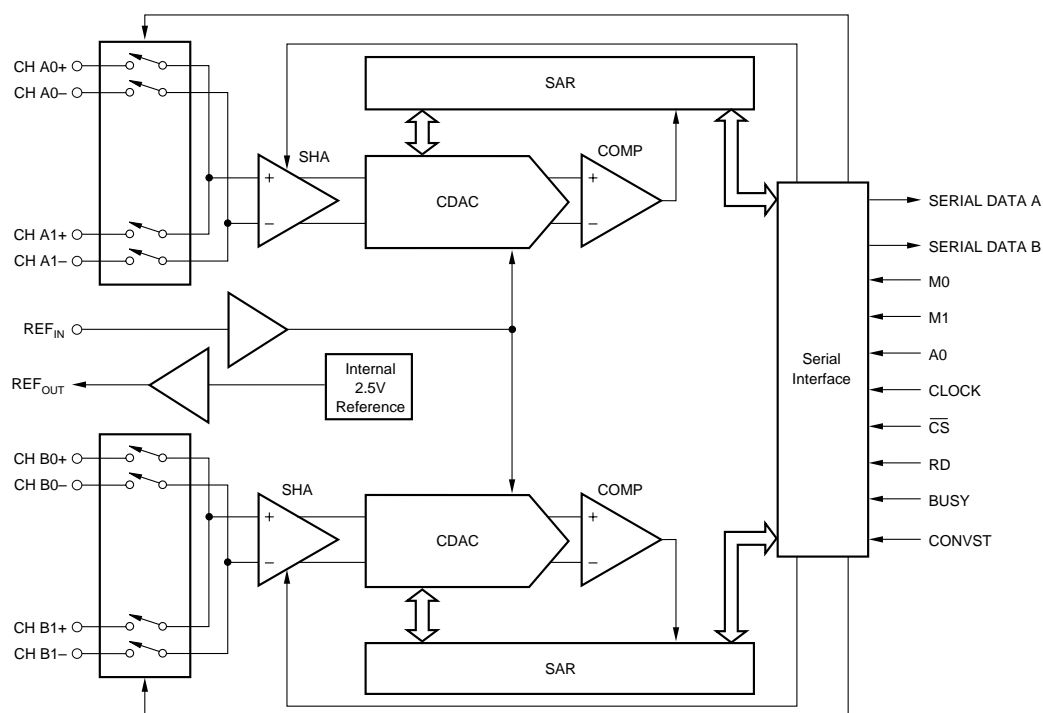 CH A0+
CH A0–
SAR
SHA
COMP
+
–
CDAC
+
–
CH A1+
CH A1–
SERIAL DATA A
SERIAL DATA B
M0
M1
A0
CLOCK
CS
RD
BUSY
CONVST
Serial
Interface
REFIN
REFOUT
Internal
2.5V
Reference
CH B0+
CH B0–
SHA
COMP
+
–
CDAC
+
–
CH B1+
CH B1–
SAR